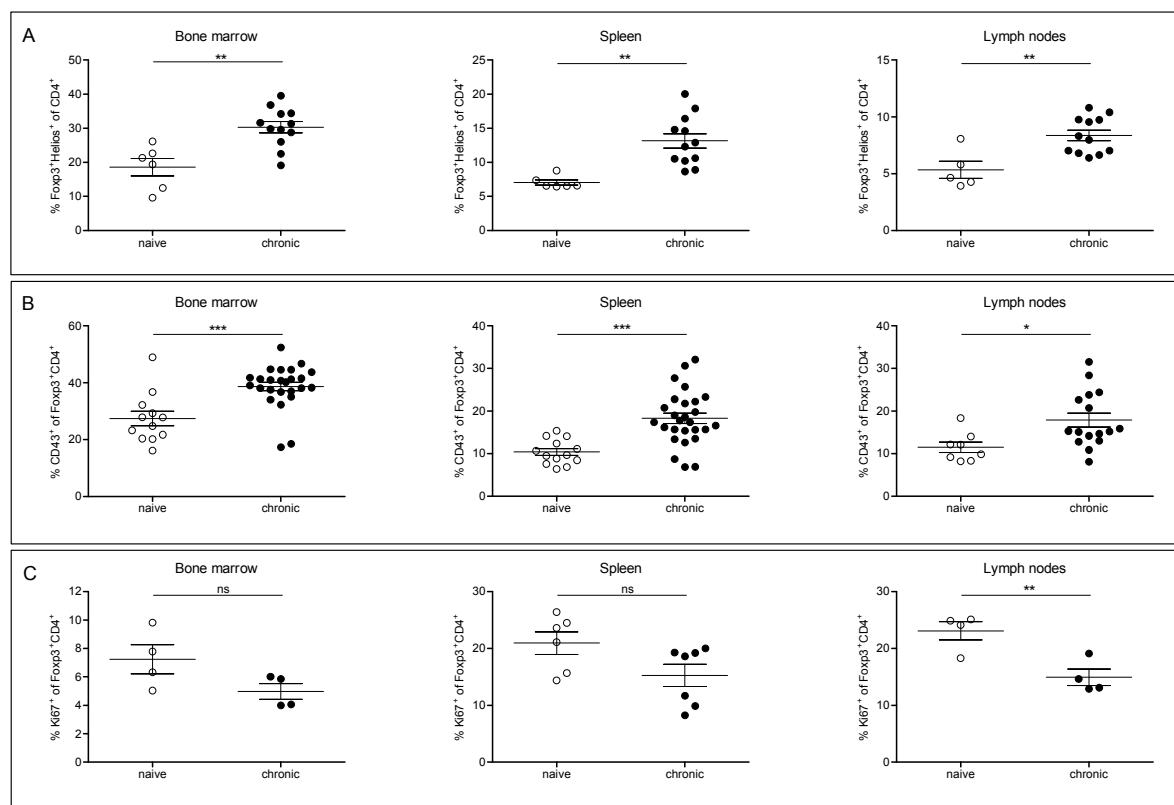 A
Bone marrow
**
% Foxp3⁺Helios⁺ of CD4⁺
50
40
30
20
10
0
naive chronic
Spleen
**
% Foxp3⁺Helios⁺ of CD4⁺
25
20
15
10
5
0
naive chronic
Lymph nodes
**
% Foxp3⁺Helios⁺ of CD4⁺
15
10
5
0
naive chronic
B
Bone marrow
***
% CD43⁺ of Foxp3⁺CD4⁺
60
40
20
0
naive chronic
Spleen
***
% CD43⁺ of Foxp3⁺CD4⁺
40
30
20
10
0
naive chronic
Lymph nodes
*
% CD43⁺ of Foxp3⁺CD4⁺
40
30
20
10
0
naive chronic
C
Bone marrow
ns
% Ki67⁺ of Foxp3⁺CD4⁺
12
10
8
6
4
2
0
naive chronic
Spleen
ns
% Ki67⁺ of Foxp3⁺CD4⁺
30
20
10
0
naive chronic
Lymph nodes
**
% Ki67⁺ of Foxp3⁺CD4⁺
30
20
10
0
naive chronic